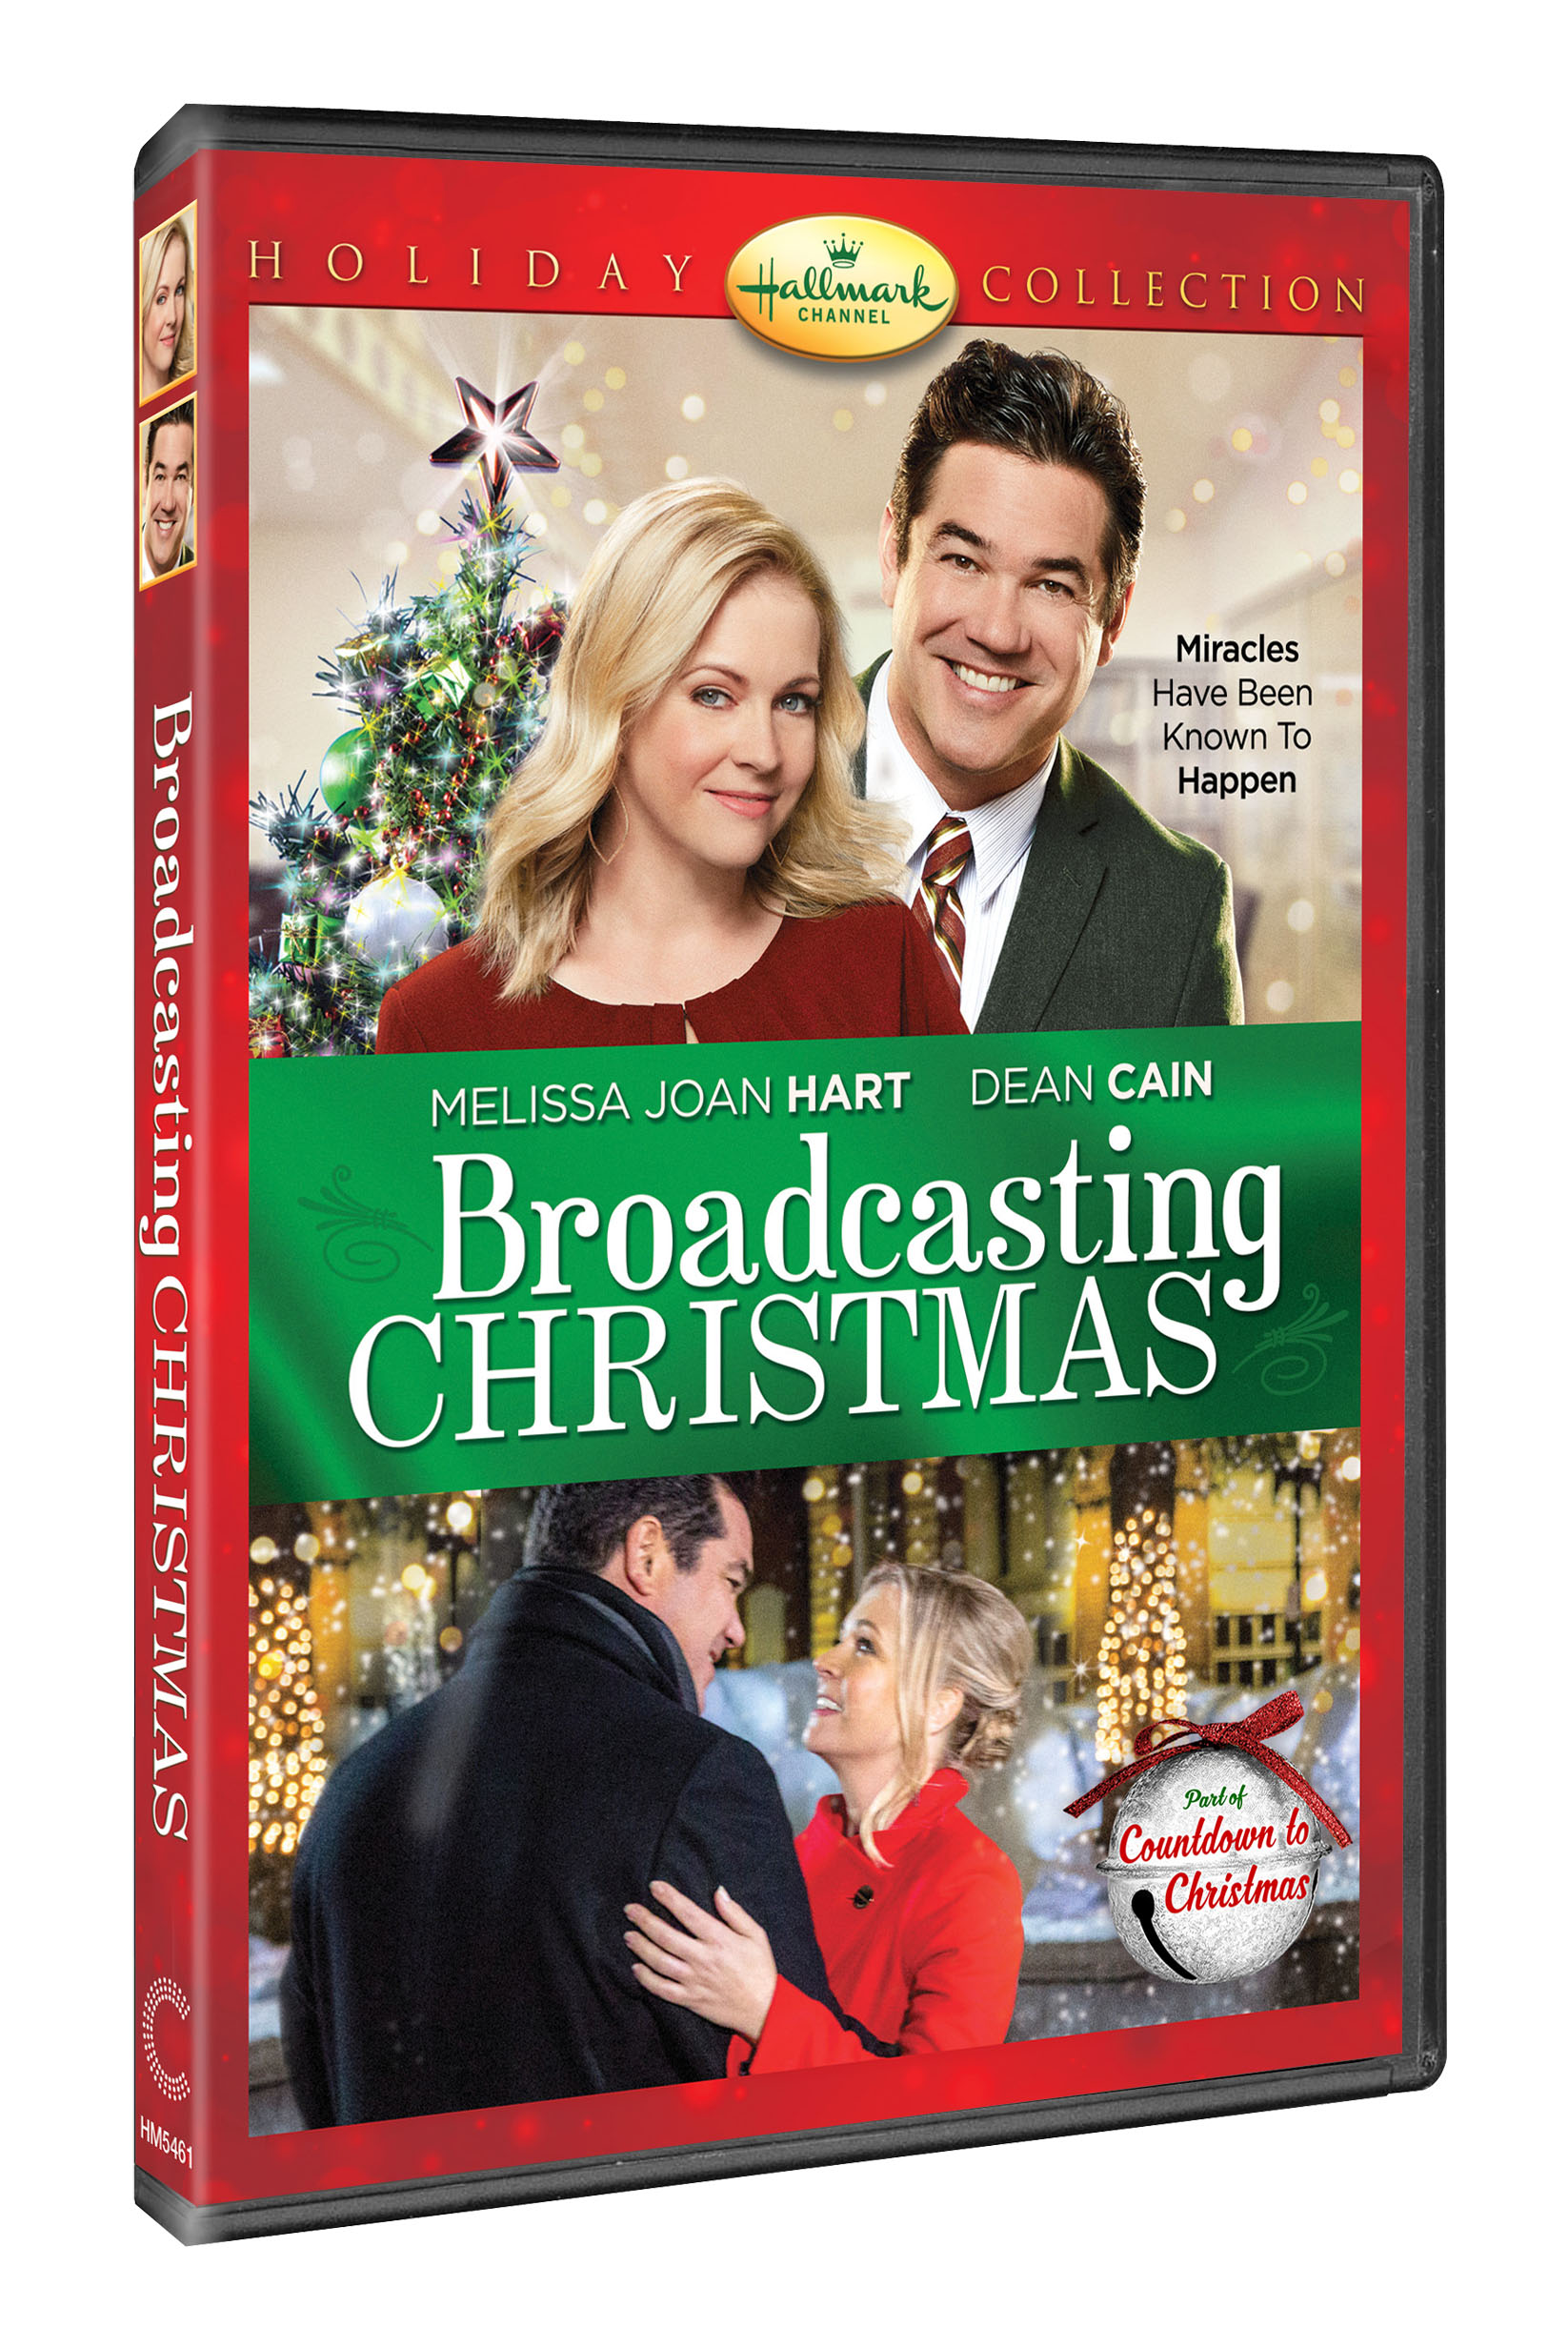 HOLIDAY Hallmark COLLECTION
CHANNEL
Miracles
Have Been
Known To
Happen
MELISSA JOAN HART DEAN CAIN
Broadcasting
CHRISTMAS
Part of
Countdown to
Christmas
Broadcasting CHRISTMAS
C
HM5461